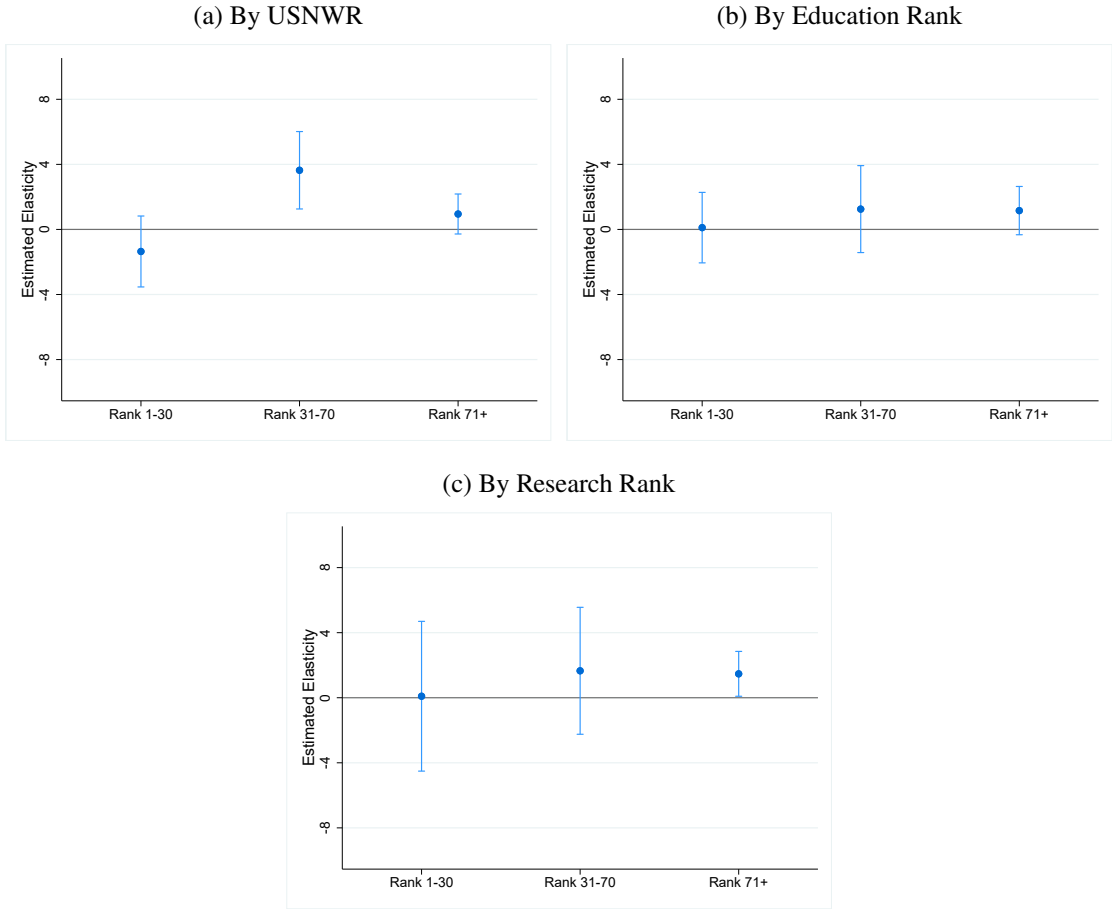 (a) By USNWR
Estimated Elasticity
8
4
0
-4
-8
Rank 1-30
Rank 31-70
Rank 71+
(b) By Education Rank
Estimated Elasticity
8
4
0
-4
-8
Rank 1-30
Rank 31-70
Rank 71+
(c) By Research Rank
Estimated Elasticity
8
4
0
-4
-8
Rank 1-30
Rank 31-70
Rank 71+